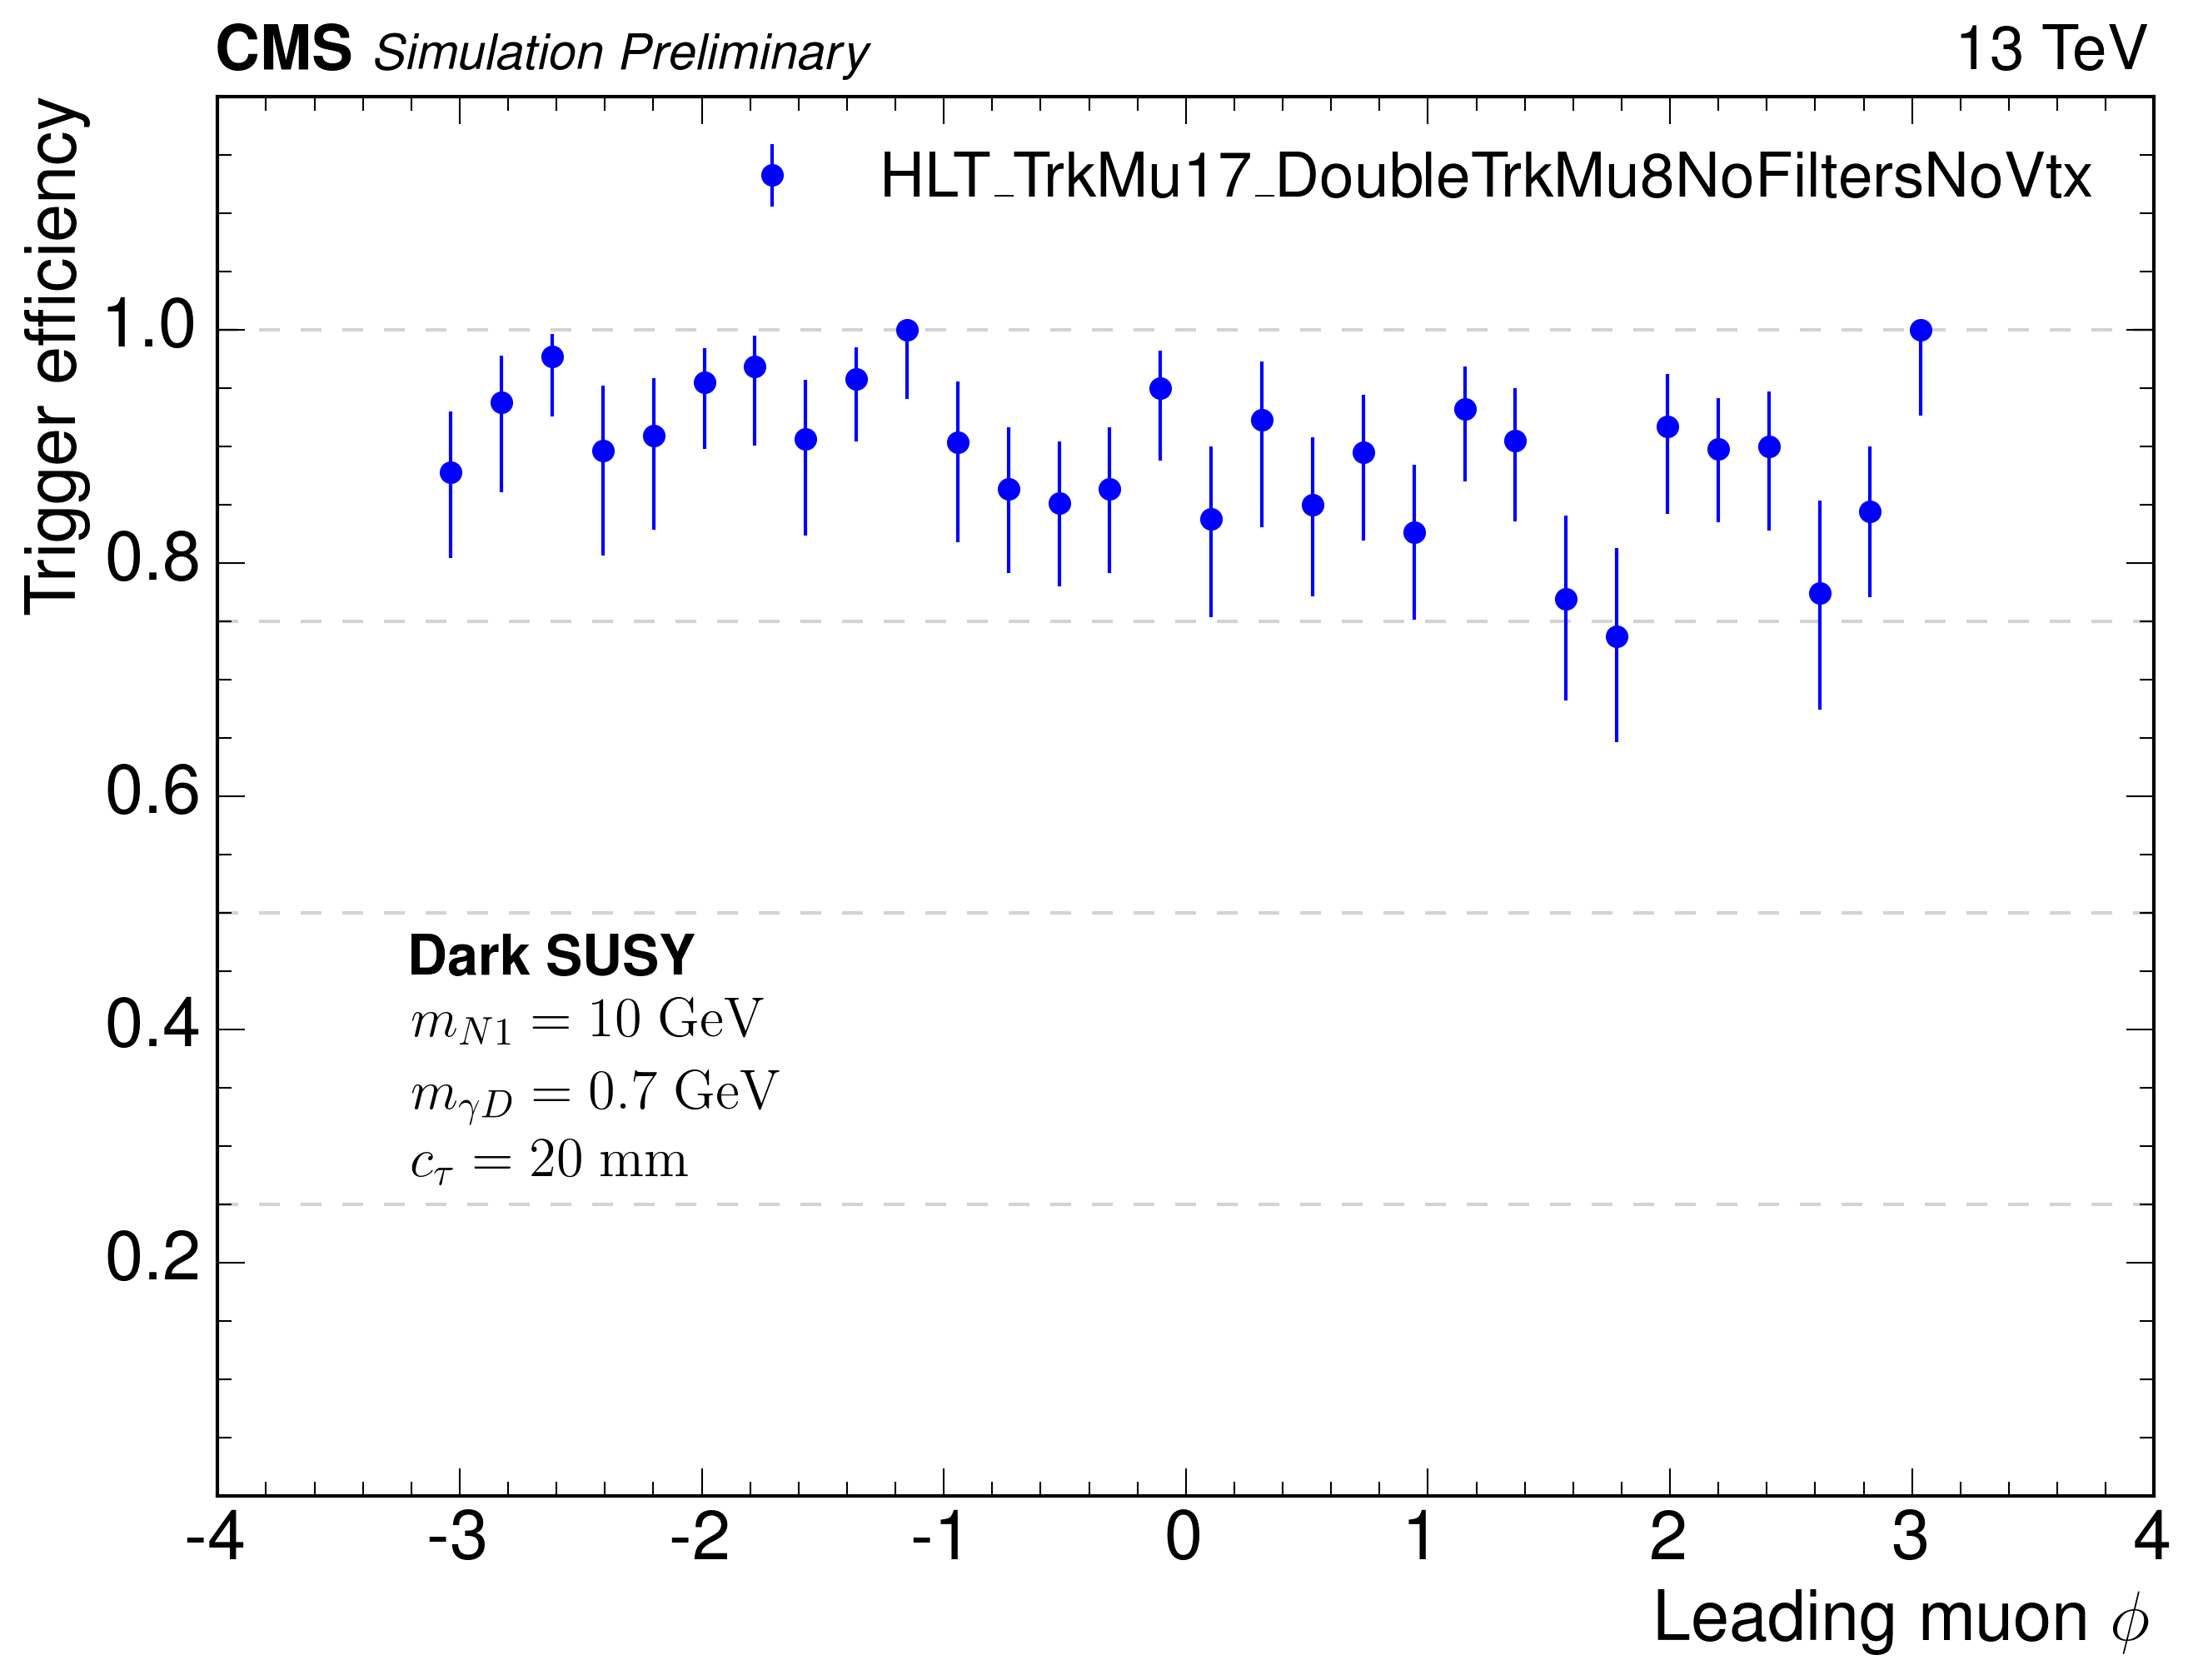 CMS Simulation Preliminary 13 TeV
Trigger efficiency
HLT_TrkMu17_DoubleTrkMu8NoFiltersNoVtx
1.0
0.8
0.6
0.4
0.2
Dark SUSY
m_{N1} = 10 GeV
m_{γD} = 0.7 GeV
c_τ = 20 mm
-4 -3 -2 -1 0 1 2 3 4
Leading muon ϕ